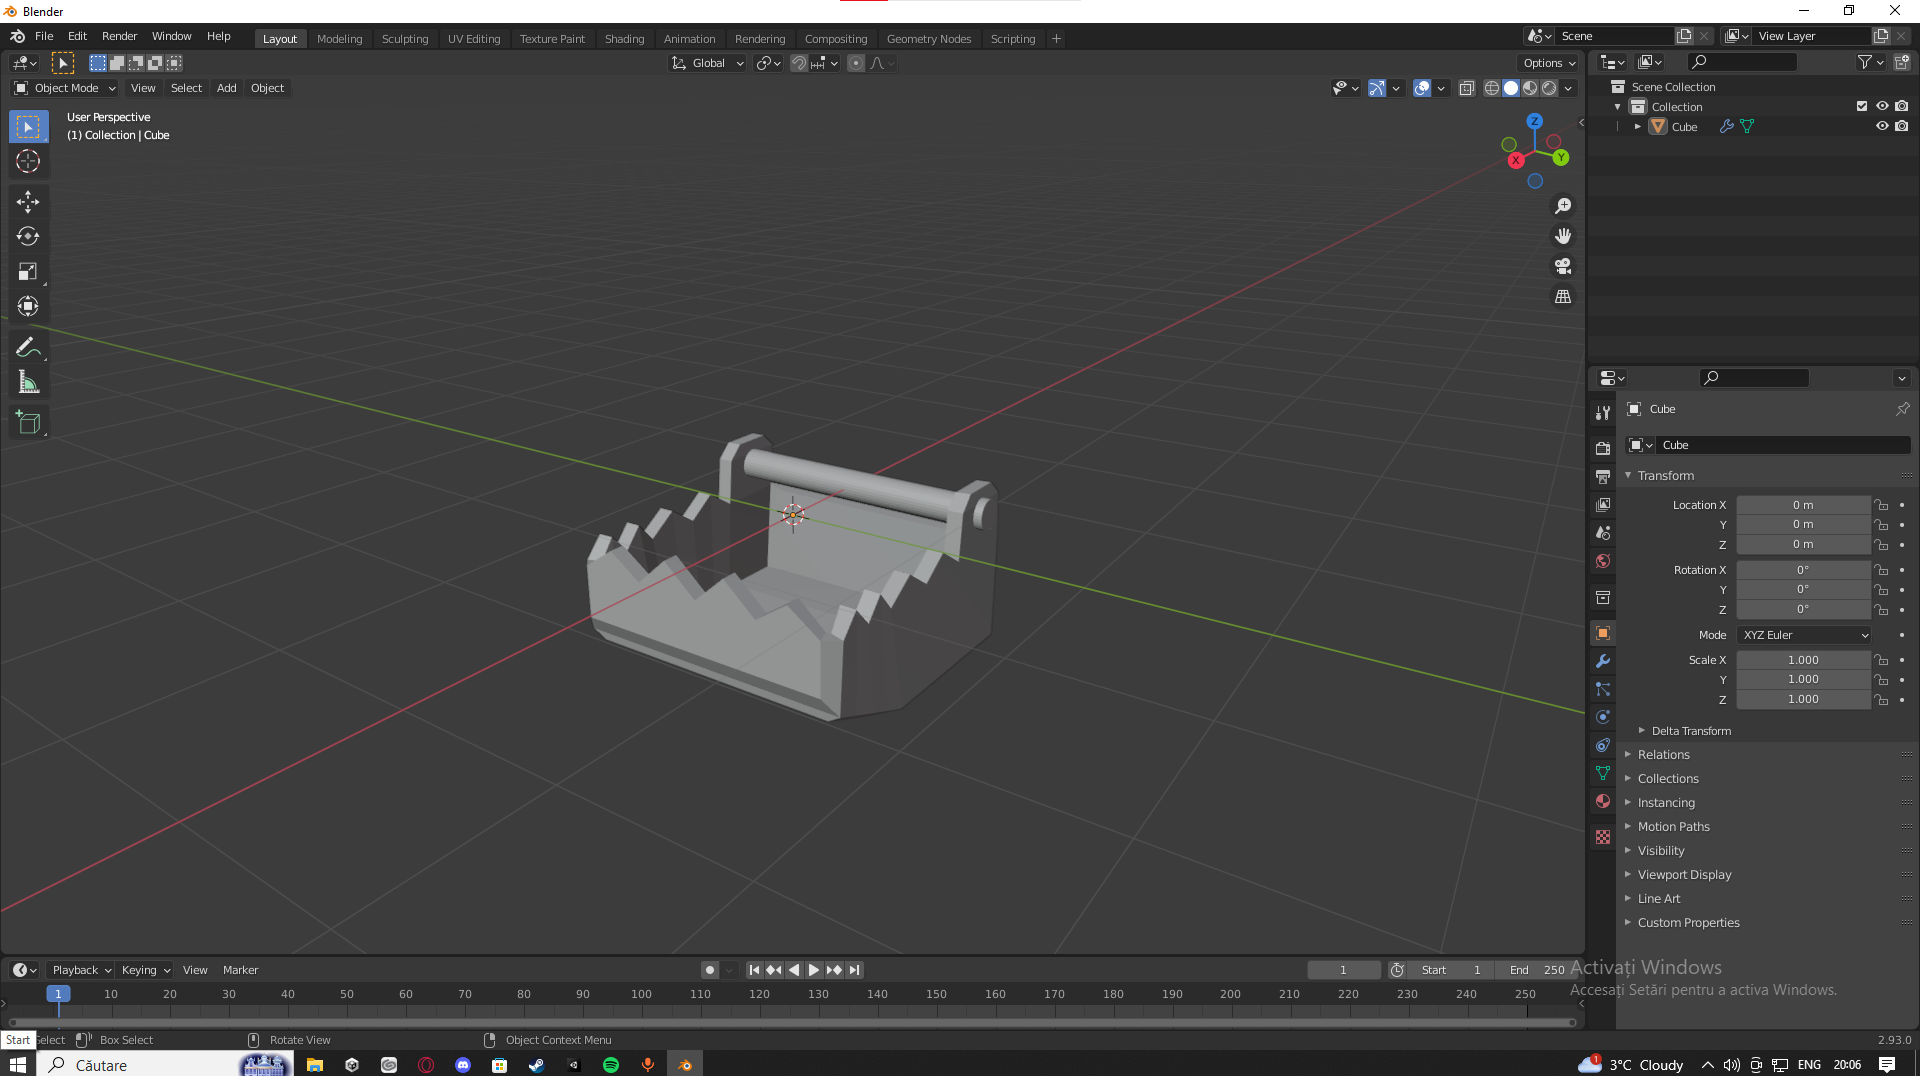 Blender
File Edit Render Window Help Layout Modeling Sculpting UV Editing Texture Paint Shading Animation Rendering Compositing Geometry Nodes Scripting + Scene View Layer
Global Options
Object Mode View Select Add Object
User Perspective
(1) Collection | Cube
Z
Y
X
Scene Collection
Collection
Cube
Cube
Cube
Transform
Location X 0 m
Y 0 m
Z 0 m
Rotation X 0°
Y 0°
Z 0°
Mode XYZ Euler
Scale X 1.000
Y 1.000
Z 1.000
Delta Transform
Relations
Collections
Instancing
Motion Paths
Visibility
Viewport Display
Line Art
Custom Properties
Activați Windows
Accesați Setări pentru a activa Windows.
Playback Keying View Marker 1 Start 1 End 250
1 10 20 30 40 50 60 70 80 90 100 110 120 130 140 150 160 170 180 190 200 210 220 230 240 250
Start elect Box Select Rotate View Object Context Menu 2.93.0
Căutare 1 3°C Cloudy ENG 20:06